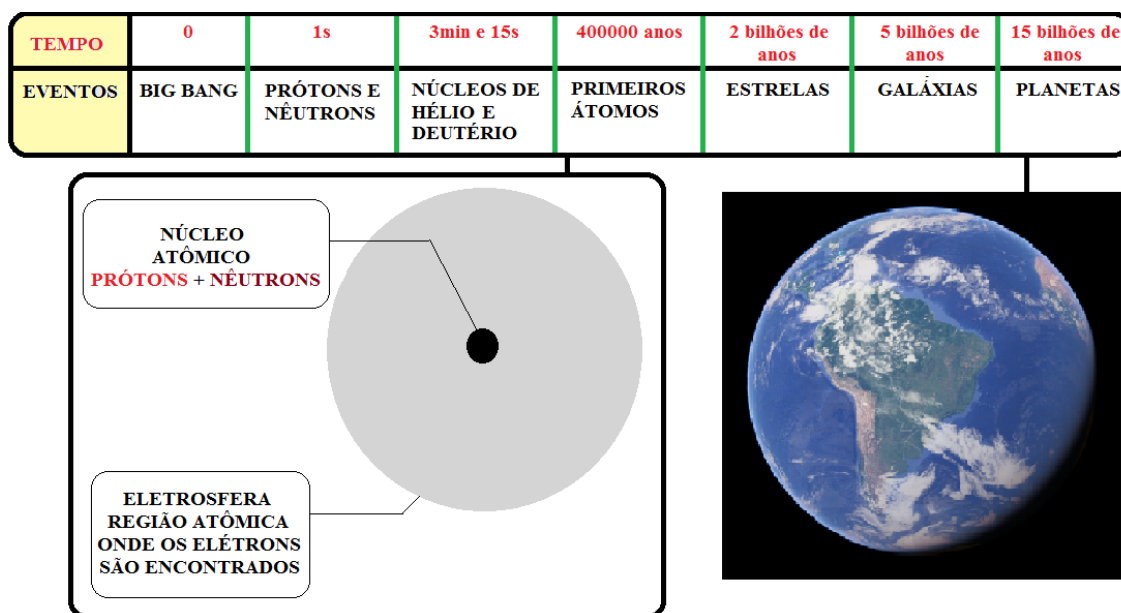 TEMPO
0
1s
3min e 15s
400000 anos
2 bilhões de
anos
5 bilhões de
anos
15 bilhões de
anos
EVENTOS
BIG BANG
PRÓTONS E
NÊUTRONS
NÚCLEOS DE
HÉLIO E
DEUTÉRIO
PRIMEIROS
ÁTOMOS
ESTRELAS
GALÁXIAS
PLANETAS
NÚCLEO
ATÔMICO
PRÓTONS + NÊUTRONS
ELETROSFERA
REGIÃO ATÔMICA
ONDE OS ELÉTRONS
SÃO ENCONTRADOS